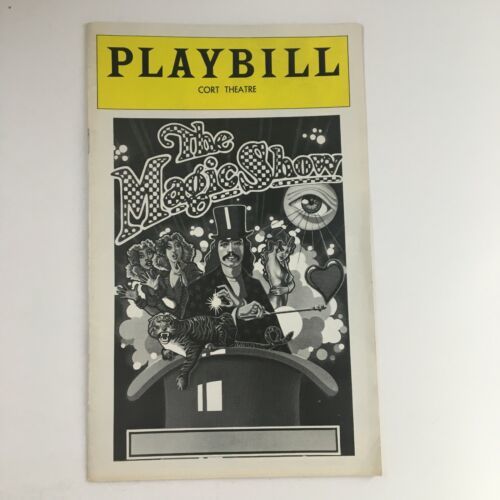 PLAYBILL
CORT THEATRE
The
Magic Show